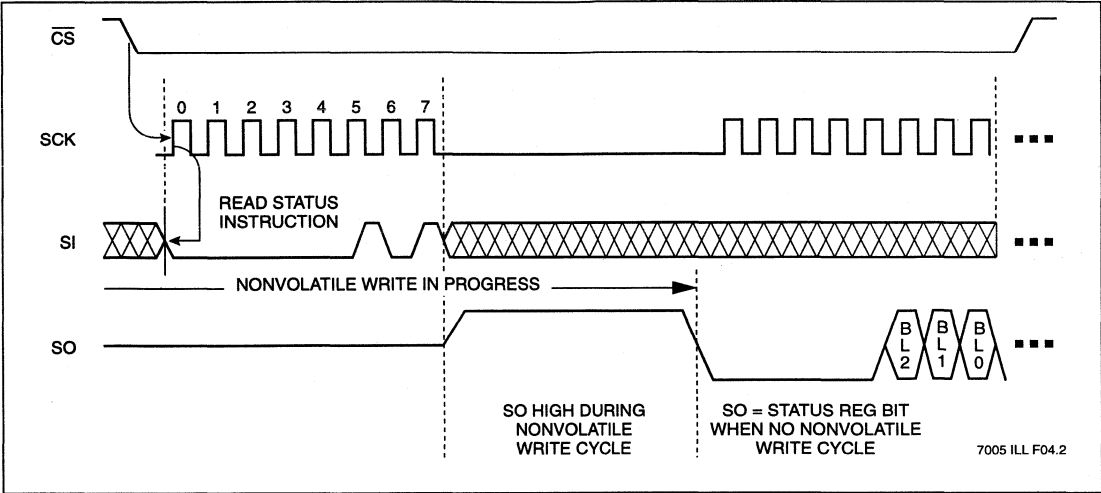 CS
0 1 2 3 4 5 6 7
SCK
READ STATUS
INSTRUCTION
SI
NONVOLATILE WRITE IN PROGRESS
SO
BL2 BL1 BL0
SO HIGH DURING
NONVOLATILE
WRITE CYCLE
SO = STATUS REG BIT
WHEN NO NONVOLATILE
WRITE CYCLE
7005 ILL F04.2